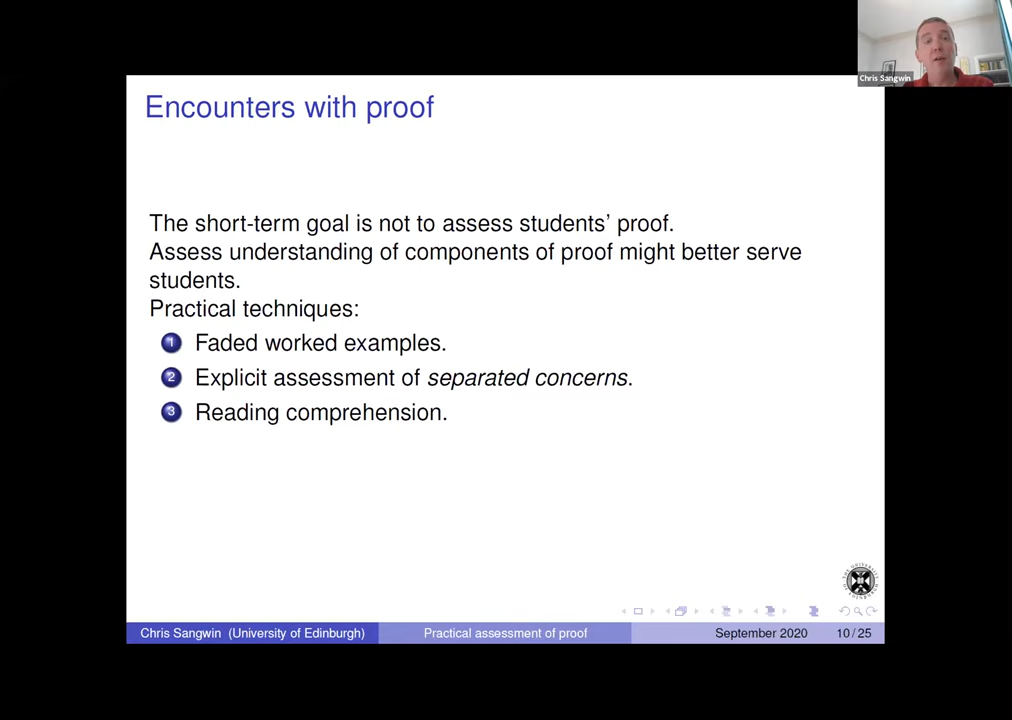 Chris Sangwin
Encounters with proof
The short-term goal is not to assess students’ proof.
Assess understanding of components of proof might better serve
students.
Practical techniques:
1 Faded worked examples.
2 Explicit assessment of separated concerns.
3 Reading comprehension.
Chris Sangwin (University of Edinburgh) Practical assessment of proof September 2020 10/25